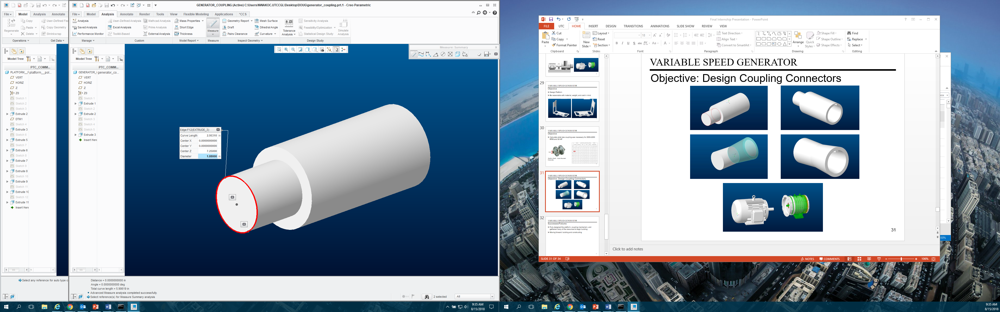 GENERATOR_COUPLING (Active) C:\Users\NWAKOC.UTCCGL\Desktop\DOUG\generator_coupling.prt.1 - Creo Parametric
File Model Analysis Annotate
Regenerate
Copy
Paste
Delete
User-Defined Fea
Copy Geometry
Shrinkwrap
Operations Get Data
Model Tree
PTC_COMM...
PLATFORM__F platform__pol...
VERT
HORIZ
Z
Z0
Sketch 1
Sketch 2
Sketch 3
Extrude 2
DTM1
Sketch 4
Extrude 3
Sketch 6
Extrude 5
Sketch 7
Extrude 6
Sketch 8
Extrude 7
Sketch 9
Extrude 8
Sketch 10
Extrude 9
Sketch 11
Extrude 10
Sketch 12
Extrude 11
Insert Here
Select any reference for auto type c
File Model Analysis Annotate Render Tools View Flexible Modeling Applications *CCS
Analysis
Saved Analysis
Performance Monitor
Manage
User-Defined Analysis Mathcad Analysis
Excel Analysis Prime Analysis
Toolkit-Based External Analysis
Custom
Mass Properties
Short Edge
Thickness
Model Report
Measure
Measure
Geometry Report Mesh Surface
Draft Dihedral Angle
Pairs Clearance Curvature
Inspect Geometry
±.01
Tolerance
Analysis
Sensitivity Analysis
Feasibility/Optimization
Statistical Design Study
Simulate
Analysis
Design Study
Model Tree
PTC_COMM...
GENERATOR_( generator_co...
VERT
HORIZ
Z
Z0
Sketch 1
Extrude 1
Sketch 2
Extrude 2
Sketch 3
Sketch 4
Sketch 5
Extrude 3
Insert Here
Measure: Summary
Edge:F12(EXTRUDE_3)
Curve Length 2.95310 in
Center X 0.0000000000
Center Y 0.0000000000
Center Z 7.25000
Diameter 1.88000 in
Distance = 0.0000000000 in
Angle = 0.0000000000 deg
Total curve length = 5.90619 in
Advanced Measure analysis completed successfully.
Select reference(s) for Measure Summary analysis
2 selected
All
9:35 AM
8/15/2018
Final Internship Presentation - PowerPoint
FILE UTC HOME INSERT DESIGN TRANSITIONS ANIMATIONS SLIDE SHOW REVIEW VIEW
Paste
Cut
Copy
Format Painter
Clipboard
New
Slide
Layout
Reset
Section
Slides
18
B I U S abc AV Aa A
Font
Text Direction
Align Text
Convert to SmartArt
Paragraph
Arrange
Quick
Styles
Shape Fill
Shape Outline
Shape Effects
Drawing
Find
Replace
Select
Editing
29
VARIABLE SPEED GENERATOR
Objective
Design Platform
Be reasonable with material, weight, and cost in mind
30
VARIABLE SPEED GENERATOR
Objective
Calculate what size coupling was necessary for 2000-2200
RPM and 50 HP
31
VARIABLE SPEED GENERATOR
Objective: Design Coupling Connectors
32
VARIABLE SPEED GENERATOR
Successes/Failures
Fully designed the platform, coupling mechanism, and
gathered many of the resources to begin building
Moving forward: building and constructing
VARIABLE SPEED GENERATOR
Objective: Design Coupling Connectors
31
Click to add notes
SLIDE 31 OF 34
NOTES COMMENTS
106%
box
00%
9:35 AM
8/15/2018